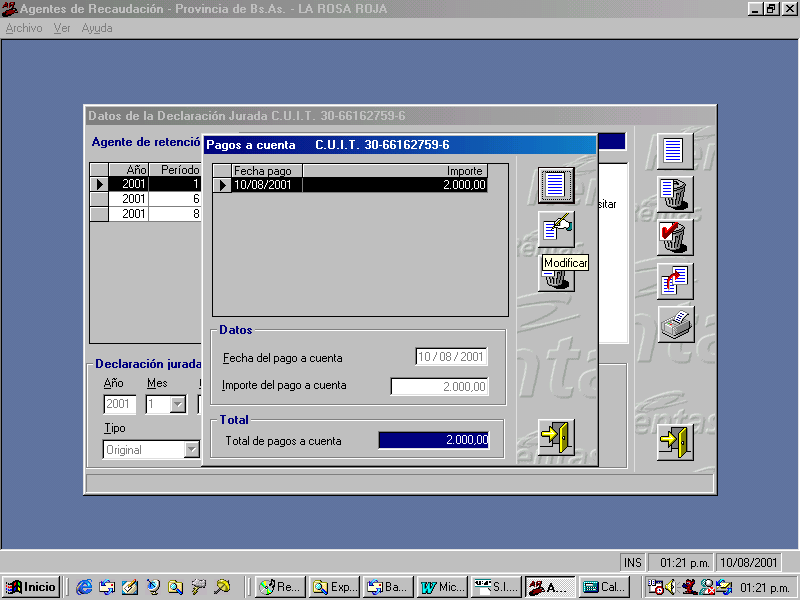 Agentes de Recaudación - Provincia de Bs.As. - LA ROSA ROJA
Archivo Ver Ayuda
Datos de la Declaración Jurada C.U.I.T. 30-66162759-6
Agente de retenció
Año Período
2001 1
2001 6
2001 8
sitar
Declaración jurada
Año Mes
2001 1
Tipo
Original
Pagos a cuenta C.U.I.T. 30-66162759-6
Fecha pago Importe
10/08/2001 2.000,00
Modificar
Datos
Fecha del pago a cuenta 10/08/2001
Importe del pago a cuenta 2.000,00
Total
Total de pagos a cuenta 2.000,00
INS 01:21 p.m. 10/08/2001
Inicio Re... Exp... Ba... Mic... S.I.... A... Cal... 01:21 p.m.